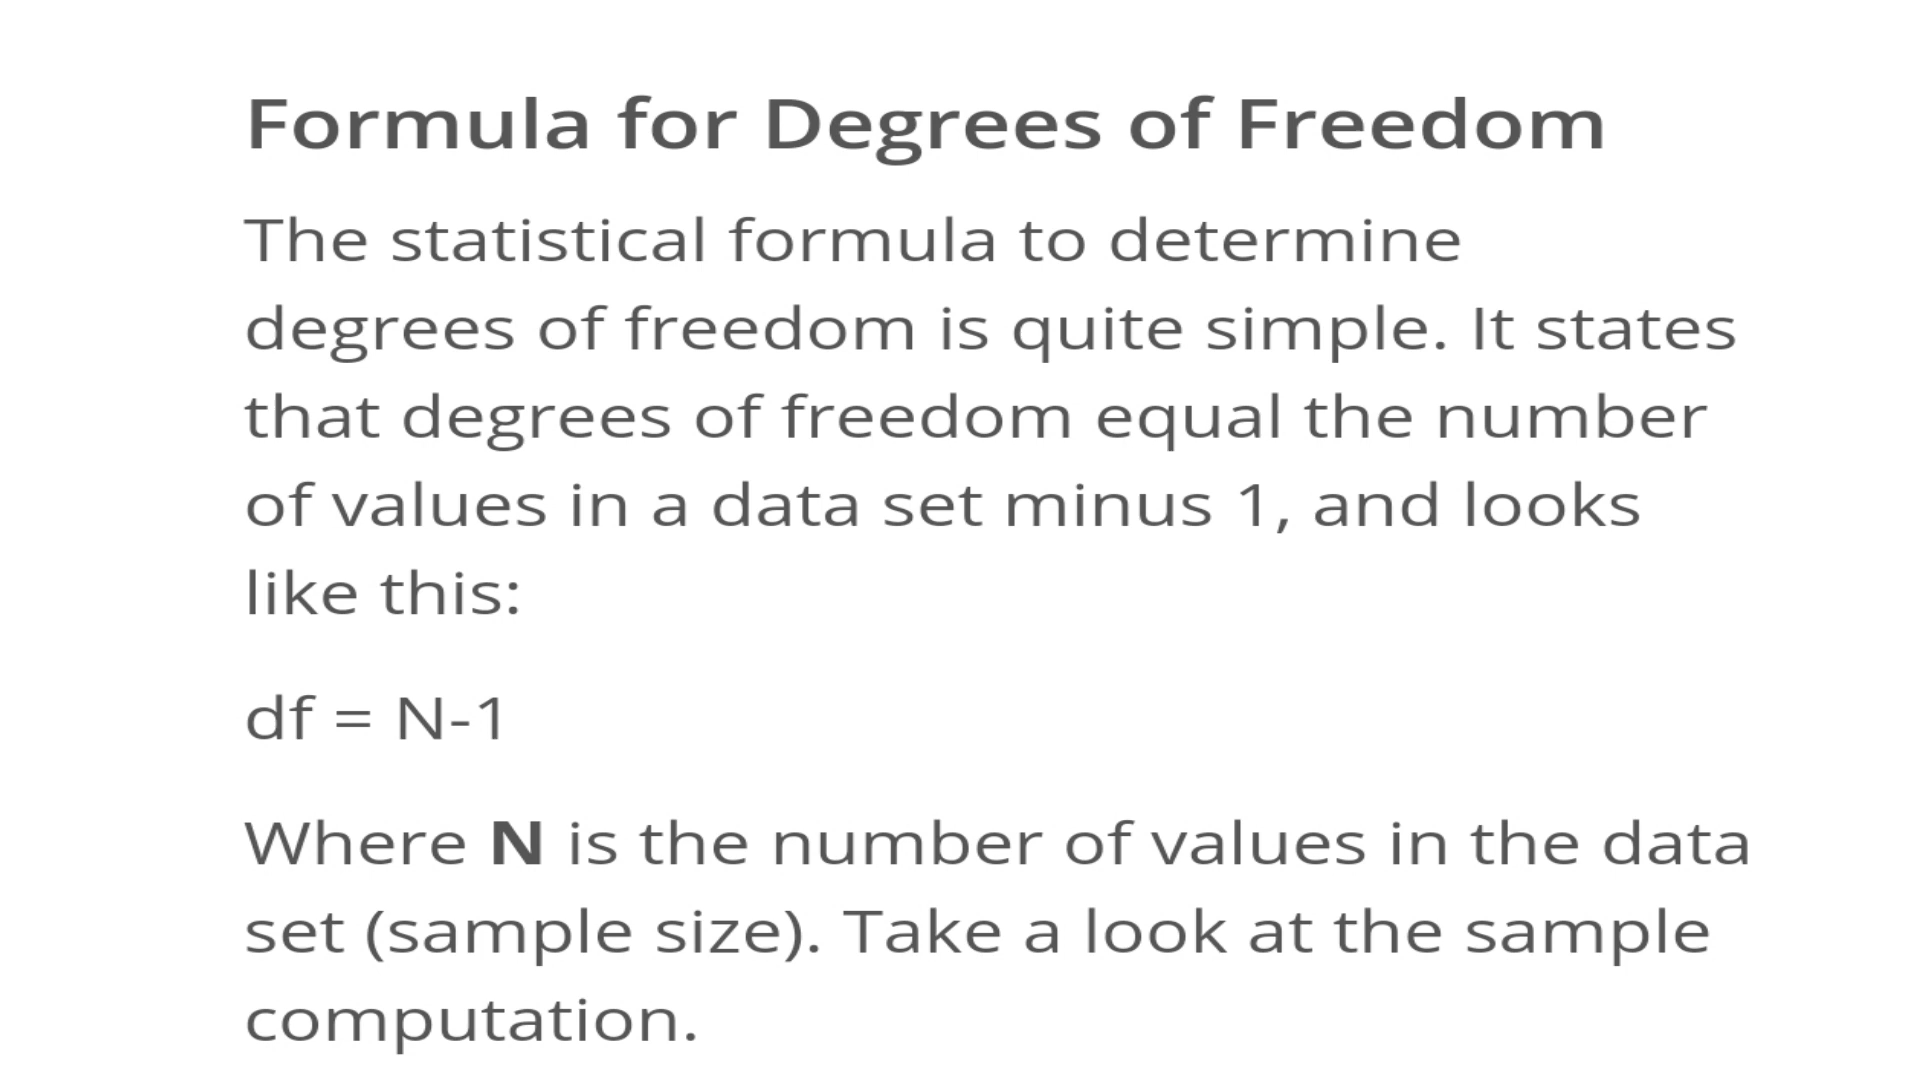 Formula for Degrees of Freedom
The statistical formula to determine
degrees of freedom is quite simple. It states
that degrees of freedom equal the number
of values in a data set minus 1, and looks
like this:
df = N-1
Where N is the number of values in the data
set (sample size). Take a look at the sample
computation.